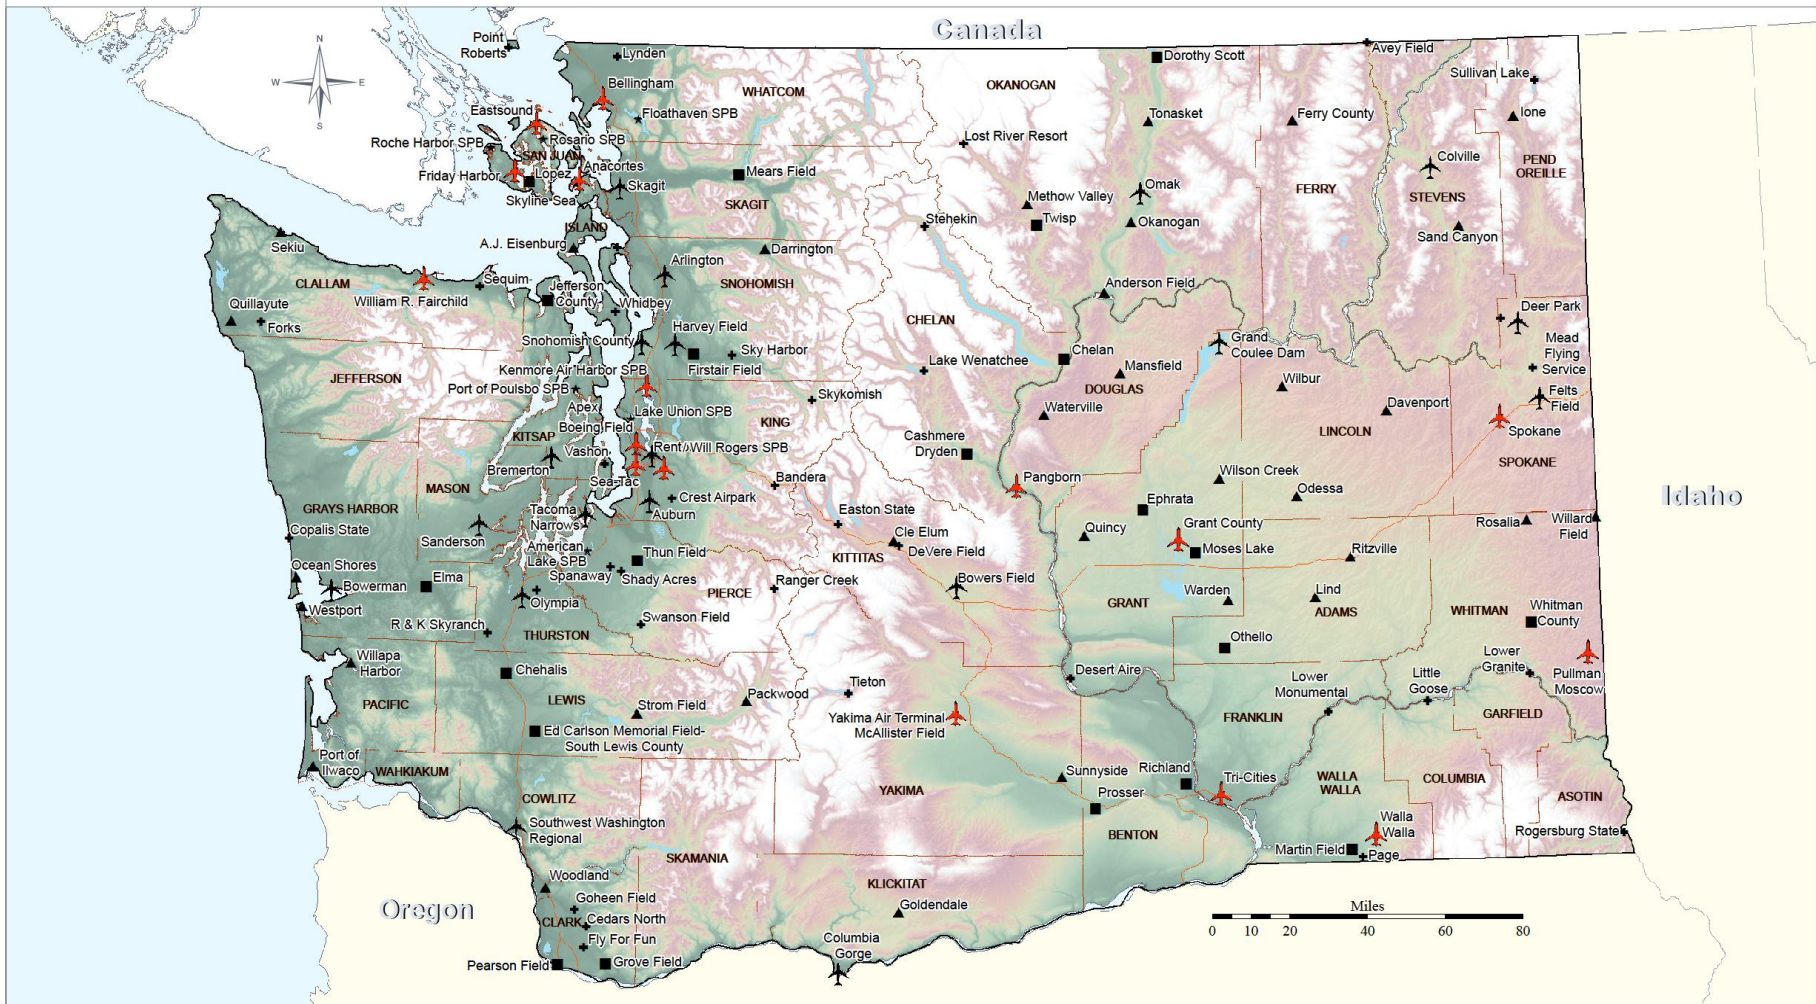 Canada
Point
Roberts
Lynden
Avey Field
Dorothy Scott
Sullivan Lake
N
W
E
S
Bellingham
WHATCOM
OKANOGAN
Eastsound
Floathaven SPB
Tonasket
Ferry County
Ione
Roche Harbor SPB
Rosario SPB
Lost River Resort
SAN JUAN
Colville
PEND
OREILLE
Friday Harbor
Lopez
Anacortes
Mears Field
Skagit
Omak
FERRY
STEVENS
Skyline Sea
SKAGIT
Methow Valley
Twisp
Stehekin
Okanogan
ISLAND
Sand Canyon
Sekiu
A.J. Eisenburg
Darrington
Arlington
CLALLAM
Sequim
Jefferson
County
SNOHOMISH
Anderson Field
William R. Fairchild
Quillayute
Forks
Whidbey
CHELAN
Deer Park
Harvey Field
Snohomish County
Sky Harbor
Grand
Coulee Dam
Mead
Flying
Service
Firstair Field
Chelan
Lake Wenatchee
Mansfield
Kenmore Air Harbor SPB
JEFFERSON
Port of Poulsbo SPB
DOUGLAS
Wilbur
Felts
Field
Skykomish
Apex
Lake Union SPB
Waterville
Davenport
Boeing Field
KING
LINCOLN
Spokane
KITSAP
Cashmere
Dryden
Vashon
Will Rogers SPB
SPOKANE
Bremerton
Sea-Tac
Bandera
Pangborn
Wilson Creek
MASON
Odessa
Idaho
Crest Airpark
Ephrata
GRAYS HARBOR
Tacoma
Narrows
Auburn
Easton State
Grant County
Quincy
Rosalia
Willard
Field
Copalis State
Sanderson
Cle Elum
DeVere Field
American
Lake SPB
Thun Field
KITTITAS
Moses Lake
Ritzville
Ocean Shores
Bowerman
Elma
Spanaway
Shady Acres
Ranger Creek
Bowers Field
PIERCE
Warden
Lind
Westport
Olympia
GRANT
ADAMS
WHITMAN
Whitman
County
R & K Skyranch
Swanson Field
THURSTON
Othello
Willapa
Harbor
Chehalis
Desert Aire
Lower
Granite
Lower
Monumental
Little
Goose
Pullman
Moscow
Tieton
PACIFIC
LEWIS
Strom Field
Packwood
Yakima Air Terminal
McAllister Field
FRANKLIN
GARFIELD
Ed Carlson Memorial Field-
South Lewis County
Port of
Ilwaco
WAHKIAKUM
Sunnyside
Richland
Tri-Cities
WALLA
WALLA
COLUMBIA
YAKIMA
COWLITZ
Prosser
ASOTIN
Southwest Washington
Regional
BENTON
Walla
Walla
Rogersburg State
SKAMANIA
Martin Field
Page
Woodland
KLICKITAT
Oregon
Goheen Field
Goldendale
Miles
CLARK
Cedars North
0 10 20 40 60 80
Fly For Fun
Columbia
Gorge
Pearson Field
Grove Field